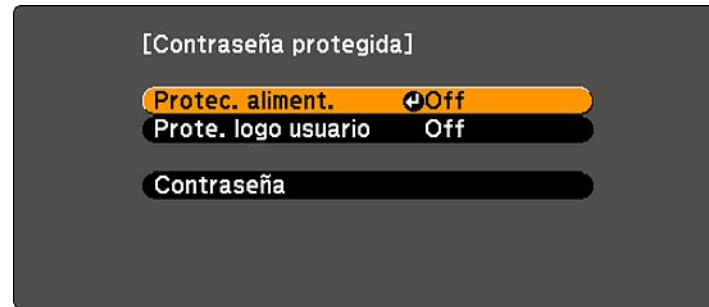 [Contraseña protegida]
Protec. aliment. Off
Prote. logo usuario Off
Contraseña